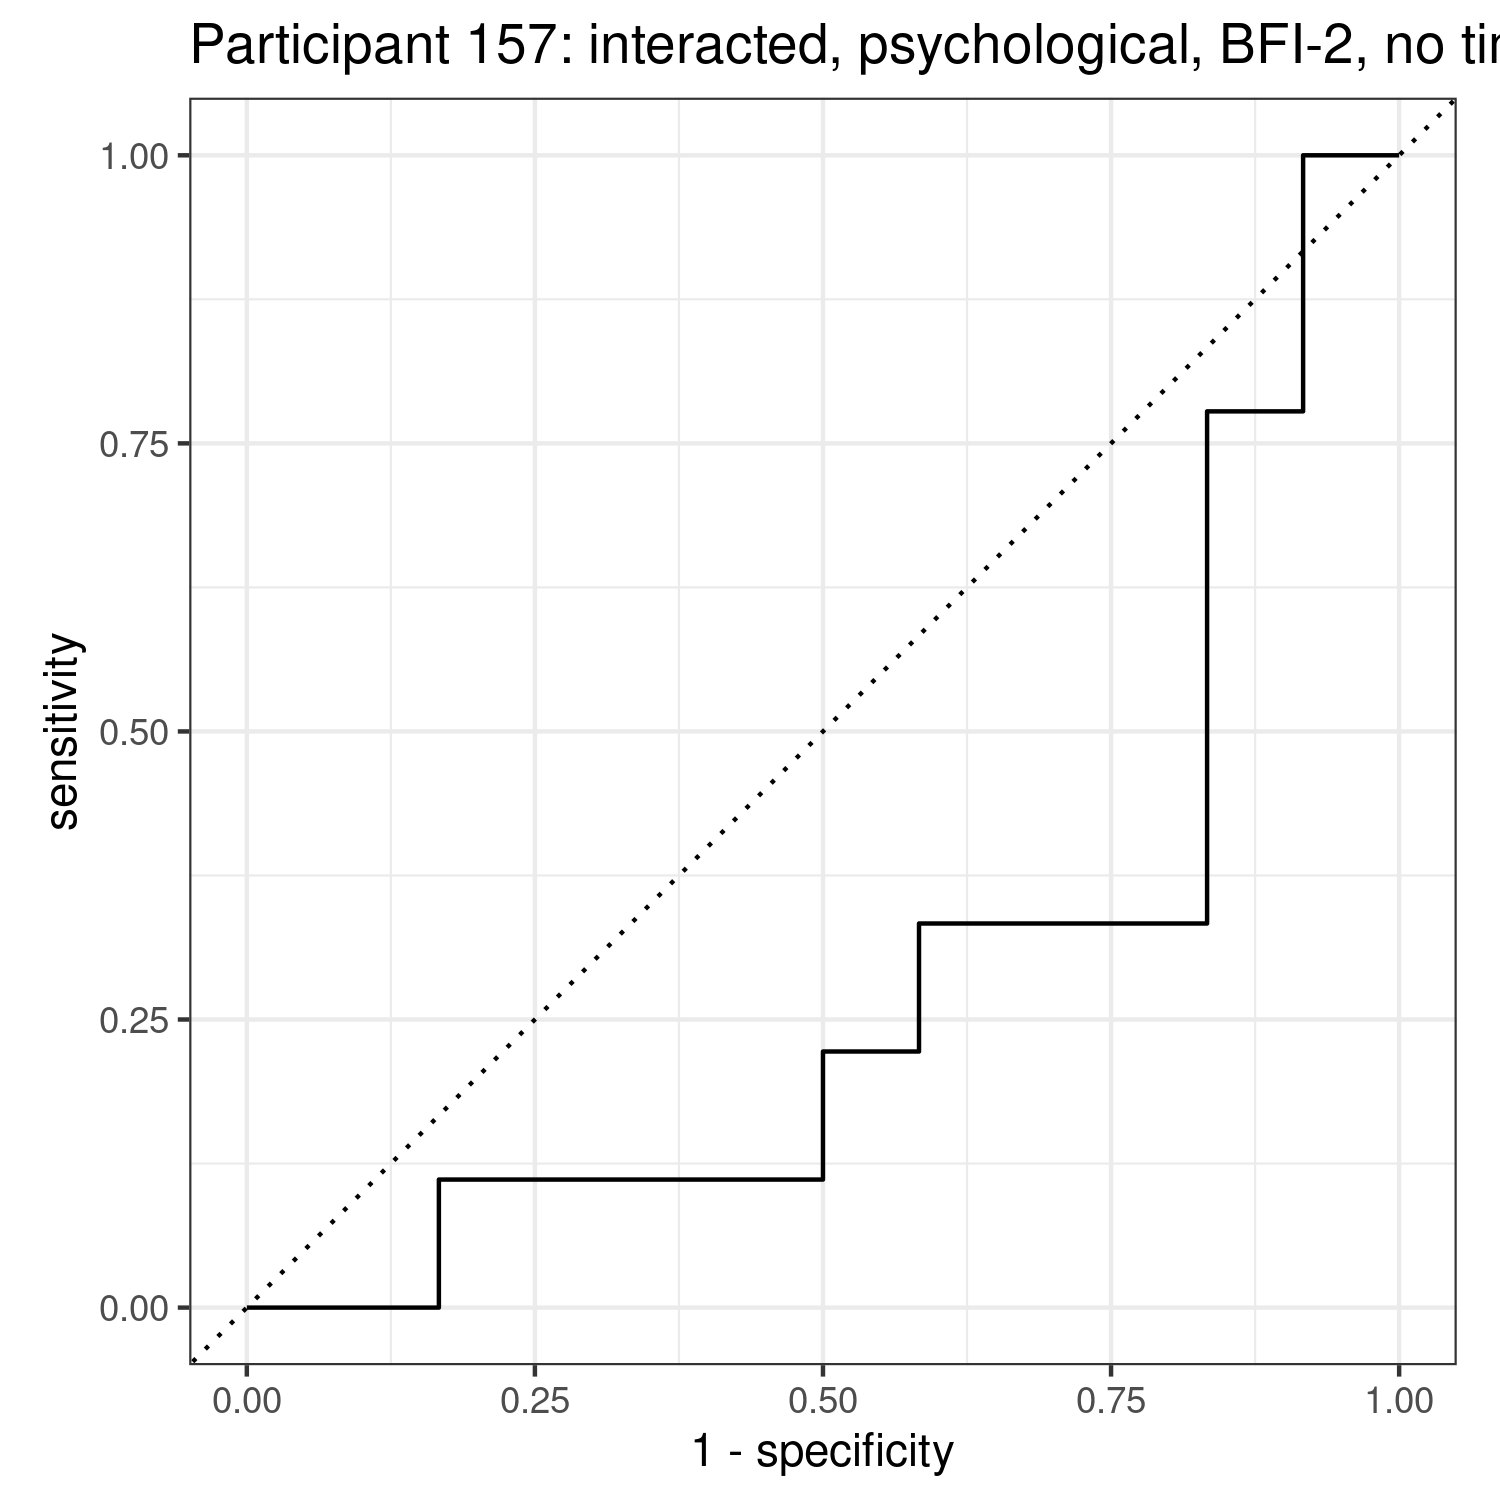 Participant 157: interacted, psychological, BFI-2, no
1.00
0.75
0.50
0.25
0.00
sensitivity
0.00 0.25 0.50 0.75 1.00
1 - specificity